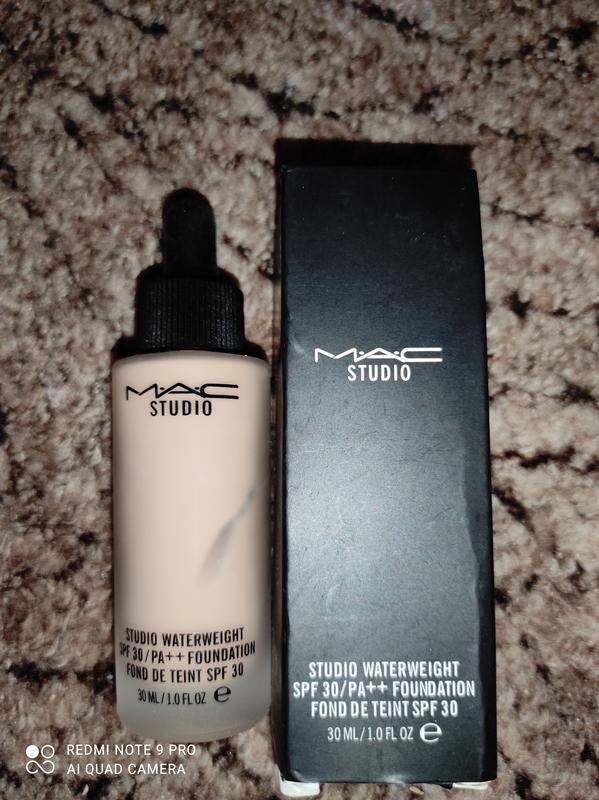 M·A·C
STUDIO
STUDIO WATERWEIGHT
SPF 30/PA++ FOUNDATION
FOND DE TEINT SPF 30
30 ML / 1.0 FL OZ e
M·A·C
STUDIO
STUDIO WATERWEIGHT
SPF 30/PA++ FOUNDATION
FOND DE TEINT SPF 30
30 ML / 1.0 FL OZ e
REDMI NOTE 9 PRO
AI QUAD CAMERA